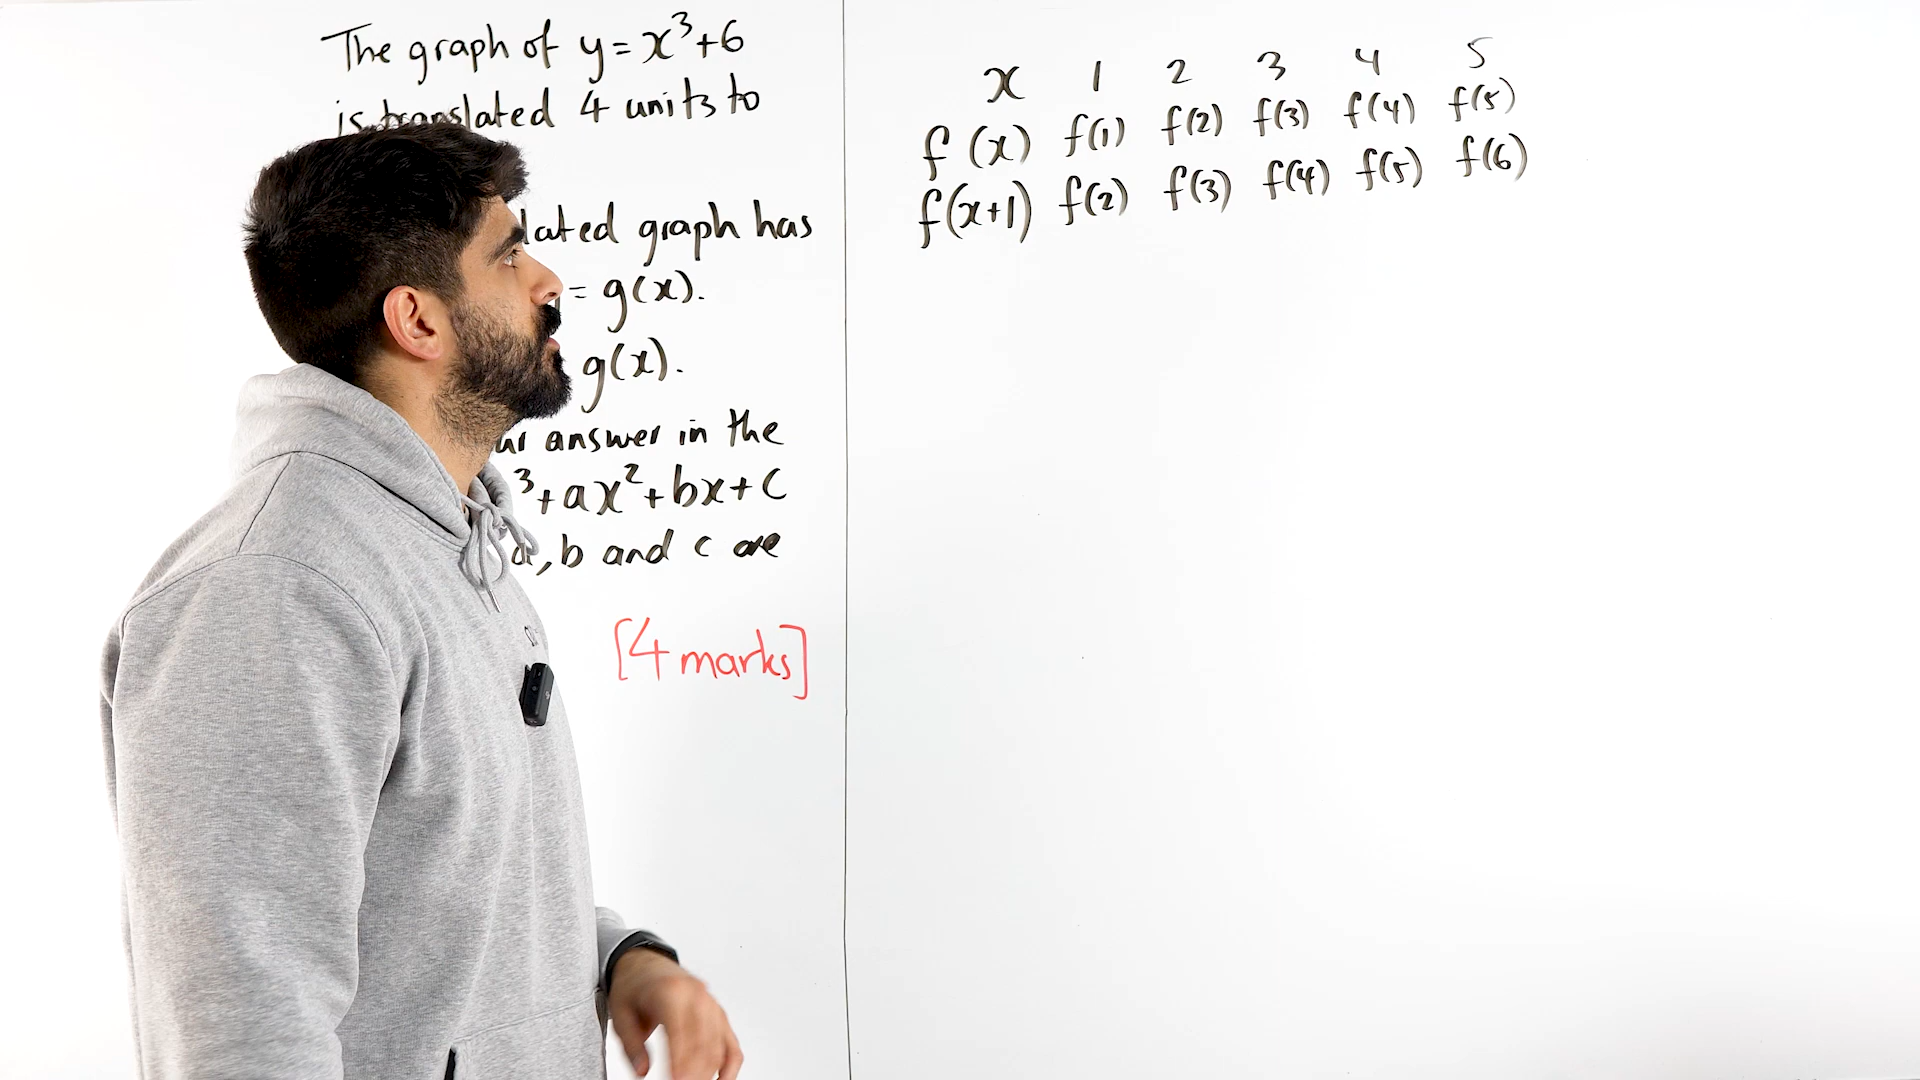 The graph of y = x³+6
is translated 4 units to
lated graph has
= g(x).
g(x).
ur answer in the
³+ax²+bx+c
a, b and c are
[4 marks]
x 1 2 3 4 5
f(x) f(1) f(2) f(3) f(4) f(5)
f(x+1) f(2) f(3) f(4) f(5) f(6)